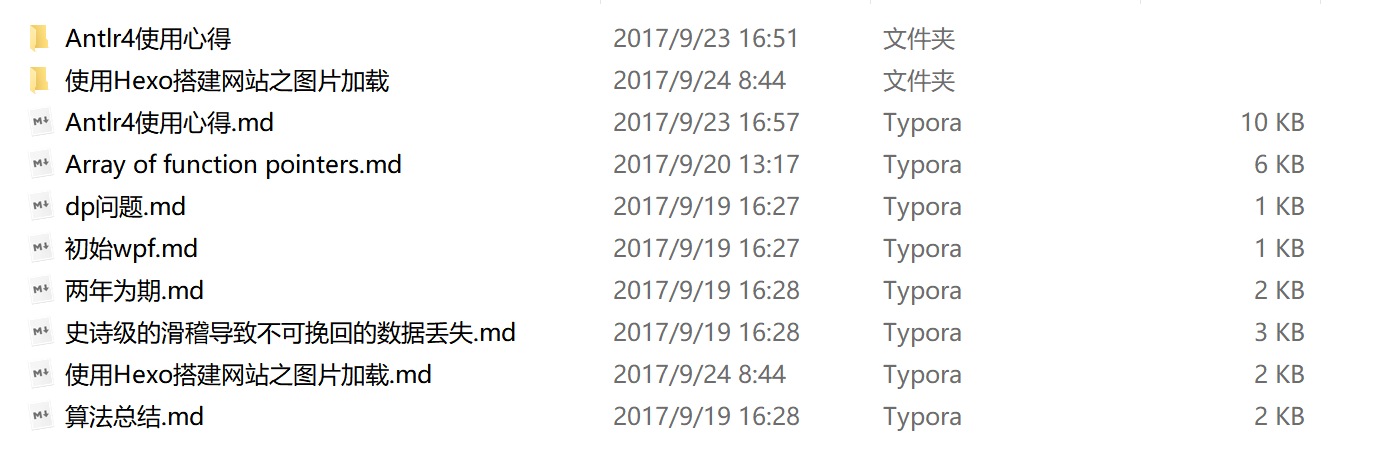 Antlr4使用心得 2017/9/23 16:51 文件夹
使用Hexo搭建网站之图片加载 2017/9/24 8:44 文件夹
M↓ Antlr4使用心得.md 2017/9/23 16:57 Typora 10 KB
M↓ Array of function pointers.md 2017/9/20 13:17 Typora 6 KB
M↓ dp问题.md 2017/9/19 16:27 Typora 1 KB
M↓ 初始wpf.md 2017/9/19 16:27 Typora 1 KB
M↓ 两年为期.md 2017/9/19 16:28 Typora 2 KB
M↓ 史诗级的滑稽导致不可挽回的数据丢失.md 2017/9/19 16:28 Typora 3 KB
M↓ 使用Hexo搭建网站之图片加载.md 2017/9/24 8:44 Typora 2 KB
M↓ 算法总结.md 2017/9/19 16:28 Typora 2 KB